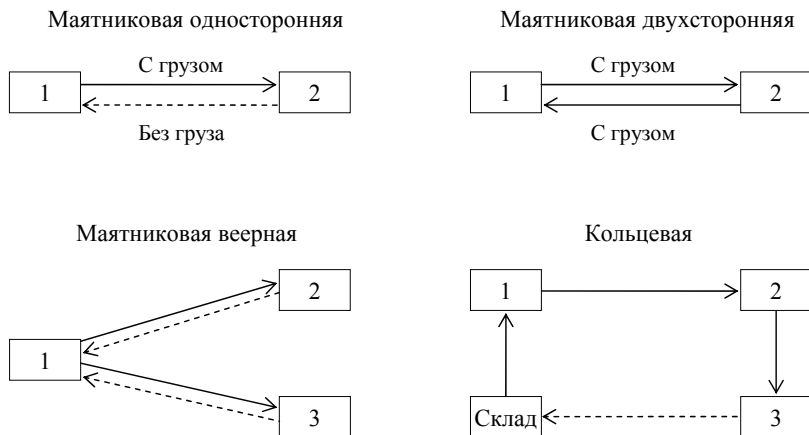 Маятниковая односторонняя
С грузом
1
2
Без груза
Маятниковая двухсторонняя
С грузом
1
2
С грузом
Маятниковая веерная
2
1
3
Кольцевая
1
2
Склад
3